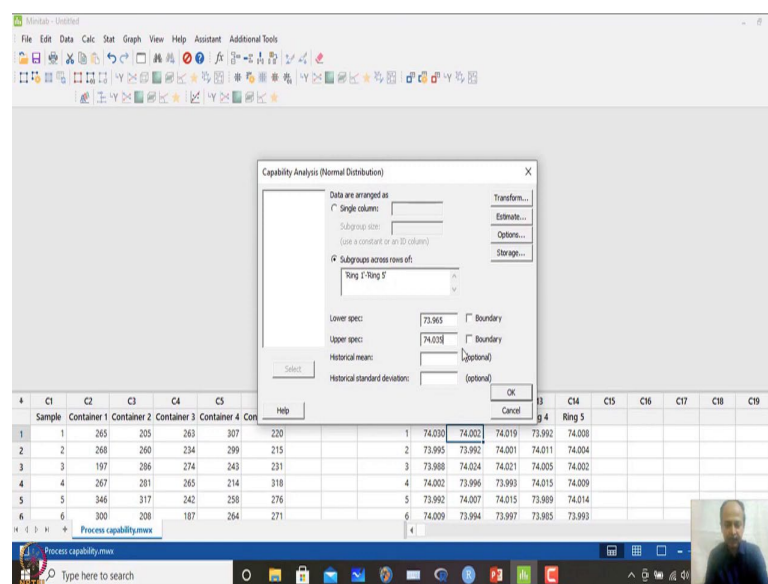 Minitab - Untitled
File Edit Data Calc Stat Graph View Help Assistant Additional Tools
Capability Analysis (Normal Distribution) X
Data are arranged as
Single column:
Subgroup size:
(use a constant or an ID column)
Subgroups across rows of:
'Ring 1'-'Ring 5'
Lower spec: 73.965 Boundary
Upper spec: 74.035 Boundary
Historical mean: (optional)
Historical standard deviation: (optional)
Transform...
Estimate...
Options...
Storage...
Select
Help
OK
Cancel
C1 C2 C3 C4 C5 13 C14 C15 C16 C17 C18 C19
Sample Container 1 Container 2 Container 3 Container 4 Con g 4 Ring 5
1 1 265 205 263 307 220 1 74.030 74.002 74.019 73.992 74.008
2 2 268 260 234 299 215 2 73.995 73.992 74.001 74.011 74.004
3 3 197 286 274 243 231 3 73.988 74.024 74.021 74.005 74.002
4 4 267 281 265 214 318 4 74.002 73.996 73.993 74.015 74.009
5 5 346 317 242 258 276 5 73.992 74.007 74.015 73.989 74.014
6 6 300 208 187 264 271 6 74.009 73.994 73.997 73.985 73.993
Process capability.mwx
Process capability.mwx
Type here to search
NPTEL